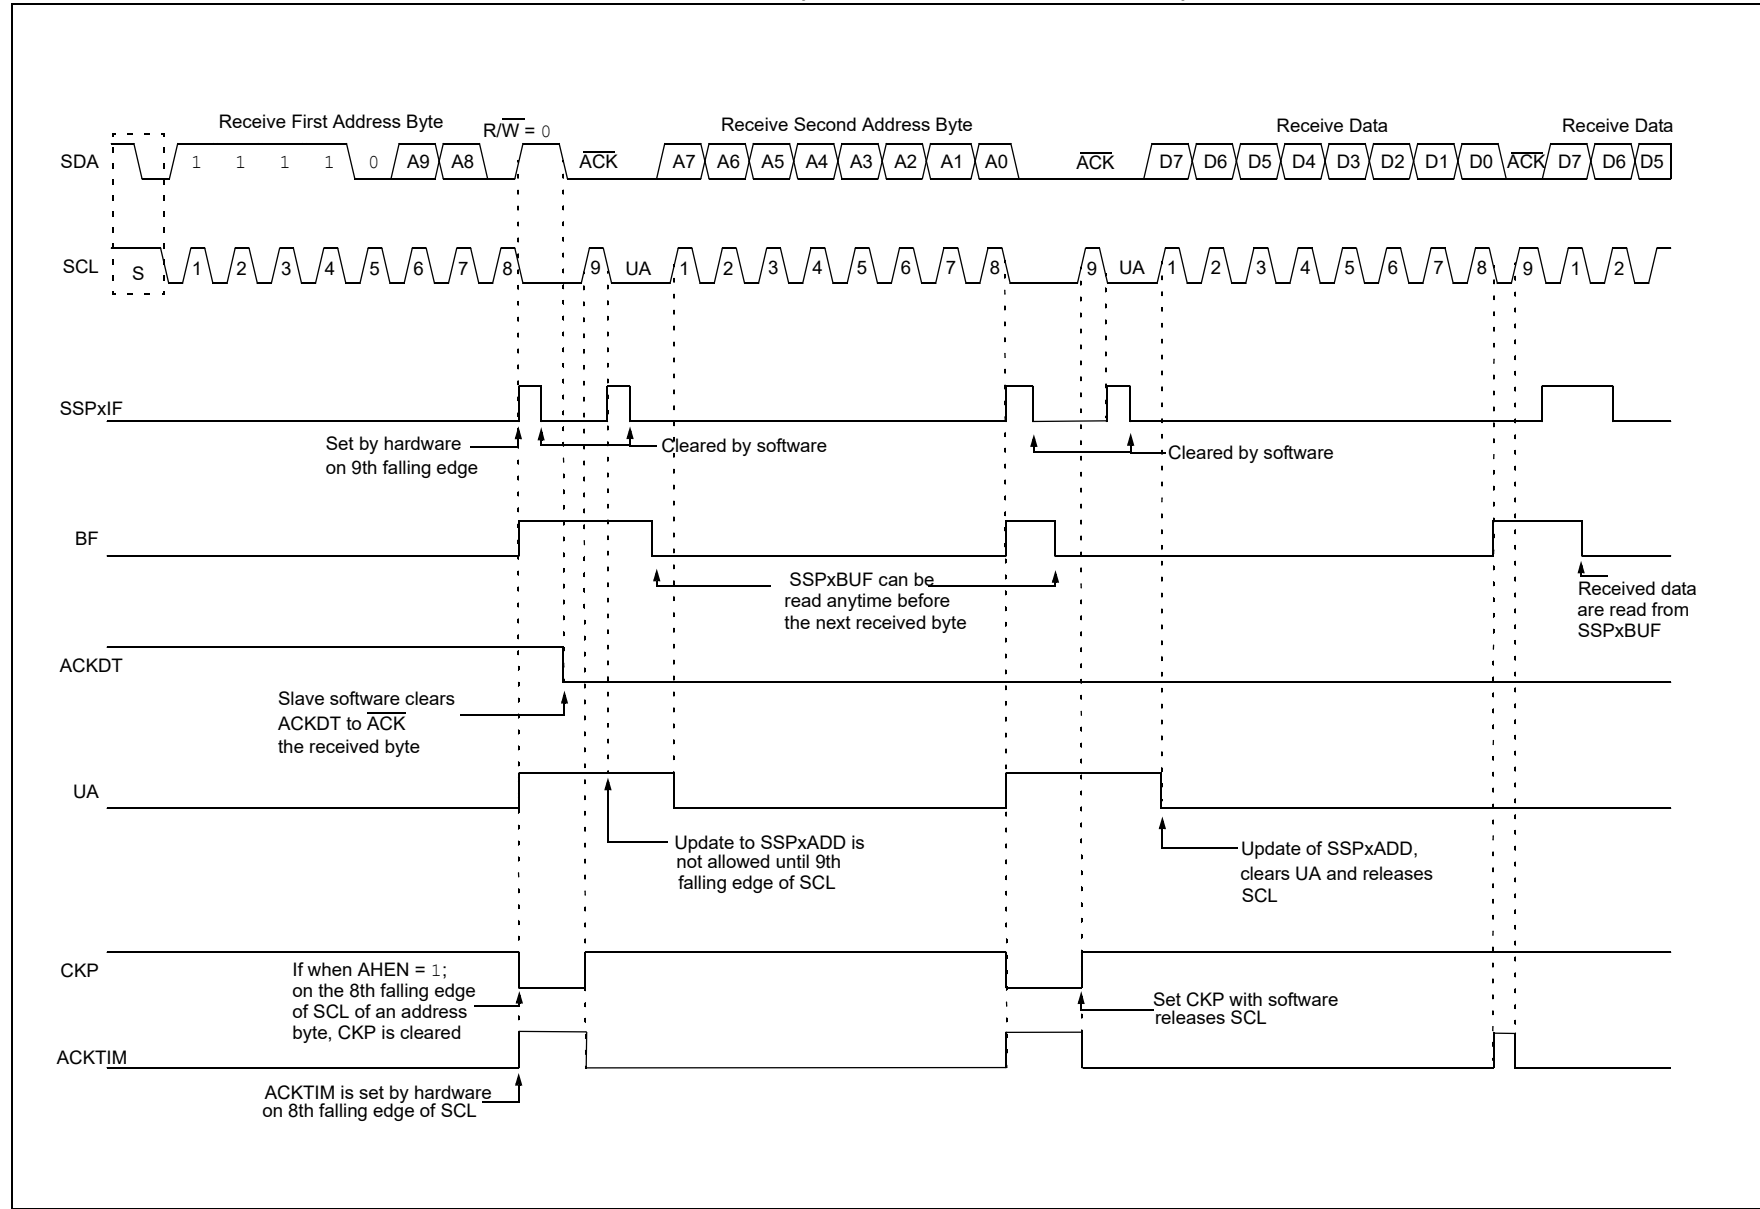 Receive First Address Byte
R/W = 0
Receive Second Address Byte
Receive Data
Receive Data
SDA
1 1 1 1 0 A9 A8
ACK
A7 A6 A5 A4 A3 A2 A1 A0
ACK
D7 D6 D5 D4 D3 D2 D1 D0
ACK
D7 D6 D5
SCL
S
1 2 3 4 5 6 7 8
9
UA
1 2 3 4 5 6 7 8
9
UA
1 2 3 4 5 6 7 8 9 1 2
SSPxIF
Set by hardware
on 9th falling edge
Cleared by software
Cleared by software
BF
SSPxBUF can be
read anytime before
the next received byte
Received data
are read from
SSPxBUF
ACKDT
Slave software clears
ACKDT to ACK
the received byte
UA
Update to SSPxADD is
not allowed until 9th
falling edge of SCL
Update of SSPxADD,
clears UA and releases
SCL
CKP
If when AHEN = 1;
on the 8th falling edge
of SCL of an address
byte, CKP is cleared
Set CKP with software
releases SCL
ACKTIM
ACKTIM is set by hardware
on 8th falling edge of SCL